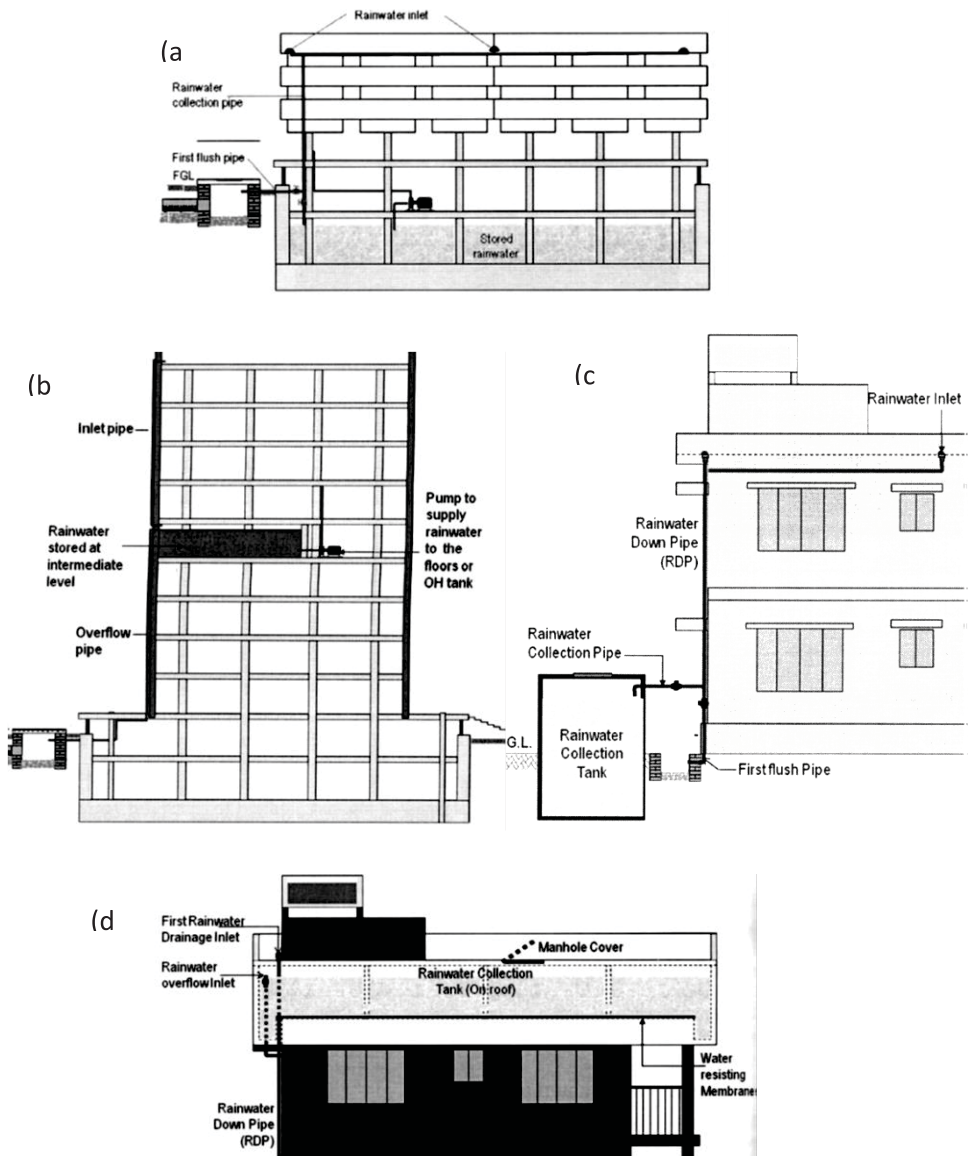 Rainwater inlet
(a
Rainwater
collection pipe
First flush pipe
FGL
Stored
rainwater
(b
Inlet pipe
Rainwater
stored at
intermediate
level
Overflow
pipe
Pump to
supply
rainwater
to the
floors or
OH tank
G.L.
(c
Rainwater Inlet
Rainwater
Down Pipe
(RDP)
Rainwater
Collection Pipe
Rainwater
Collection
Tank
First flush Pipe
(d
First Rainwater
Drainage Inlet
Manhole Cover
Rainwater
overflow Inlet
Rainwater Collection
Tank (On roof)
Water
resisting
Membrane
Rainwater
Down Pipe
(RDP)